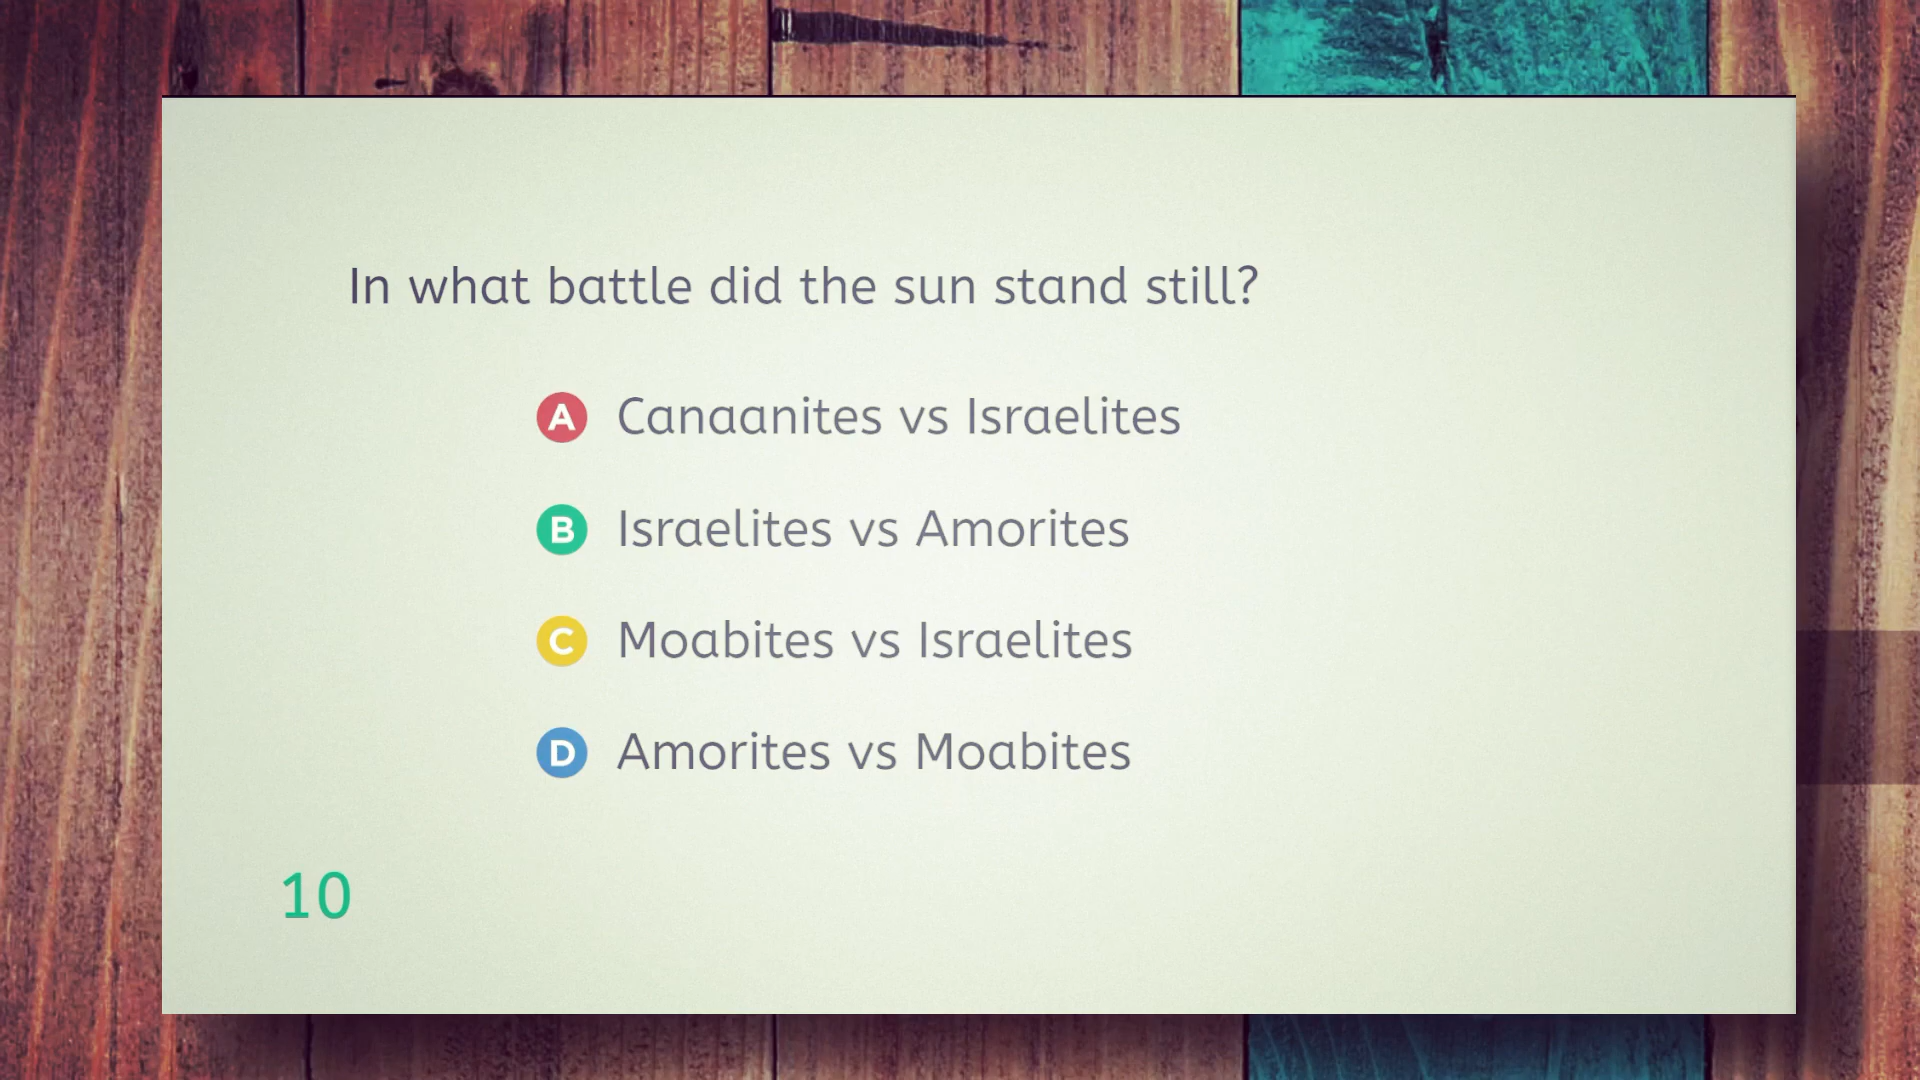 In what battle did the sun stand still?
A Canaanites vs Israelites
B Israelites vs Amorites
C Moabites vs Israelites
D Amorites vs Moabites
10